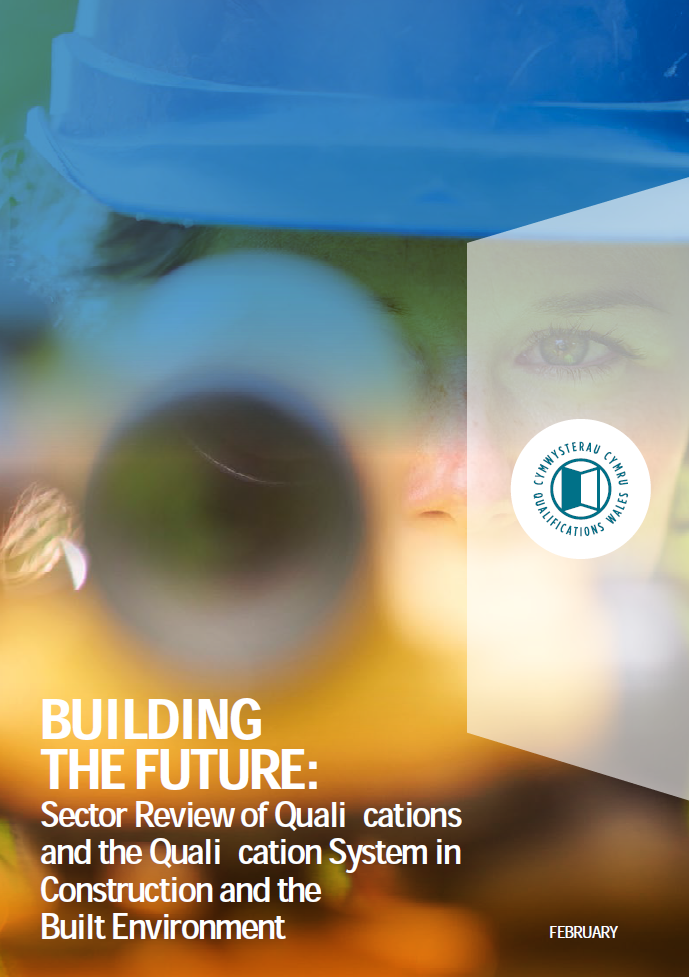 CYMWYSTERAU CYMRU
QUALIFICATIONS WALES
BUILDING
THE FUTURE:
Sector Review of Quali cations
and the Quali cation System in
Construction and the
Built Environment
FEBRUARY